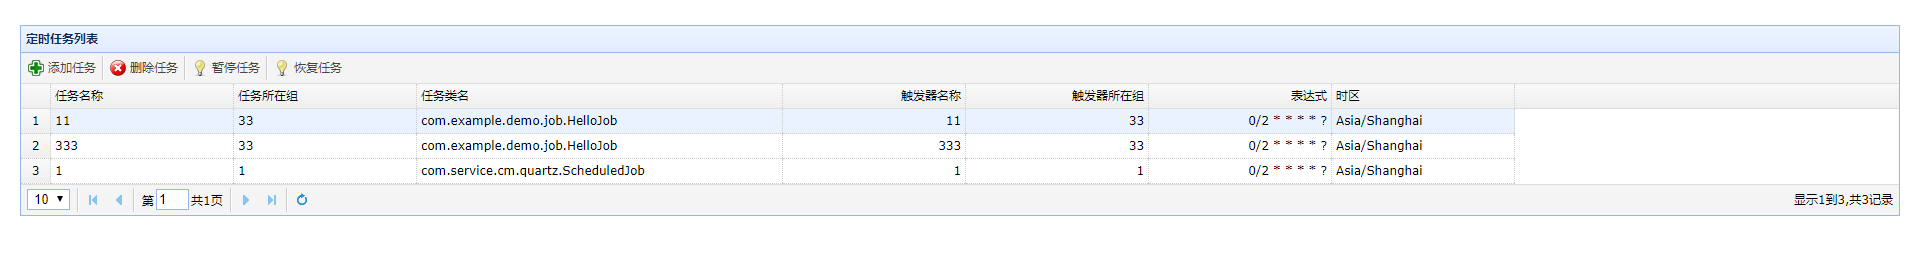 定时任务列表
添加任务 删除任务 暂停任务 恢复任务
任务名称 任务所在组 任务类名 触发器名称 触发器所在组 表达式 时区
1 11 33 com.example.demo.job.HelloJob 11 33 0/2 * * * * ? Asia/Shanghai
2 333 33 com.example.demo.job.HelloJob 333 33 0/2 * * * * ? Asia/Shanghai
3 1 1 com.service.cm.quartz.ScheduledJob 1 1 0/2 * * * * ? Asia/Shanghai
10 第 1 共1页 显示1到3,共3记录